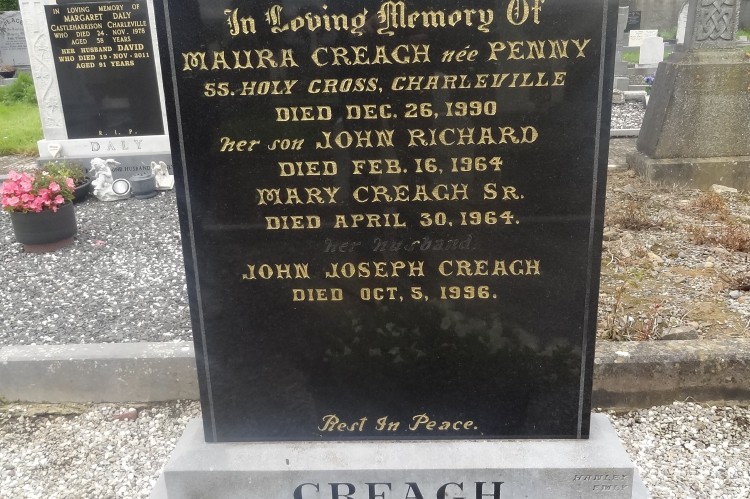 IN LOVING MEMORY OF
MARGARET DALY
CASTLEHARRISON CHARLEVILLE
WHO DIED 24. NOV. 1978
AGED 58 YEARS
HER HUSBAND DAVID
WHO DIED 19-NOV-2011
AGED 91 YEARS
R.I.P.
DALY
In Loving Memory Of
MAURA CREAGH née PENNY
55. HOLY CROSS, CHARLEVILLE
DIED DEC. 26, 1990
her son JOHN RICHARD
DIED FEB. 16, 1964
MARY CREAGH SR.
DIED APRIL 30, 1964.
her husband.
JOHN JOSEPH CREAGH
DIED OCT, 5, 1996.
Rest In Peace.
CREAGH